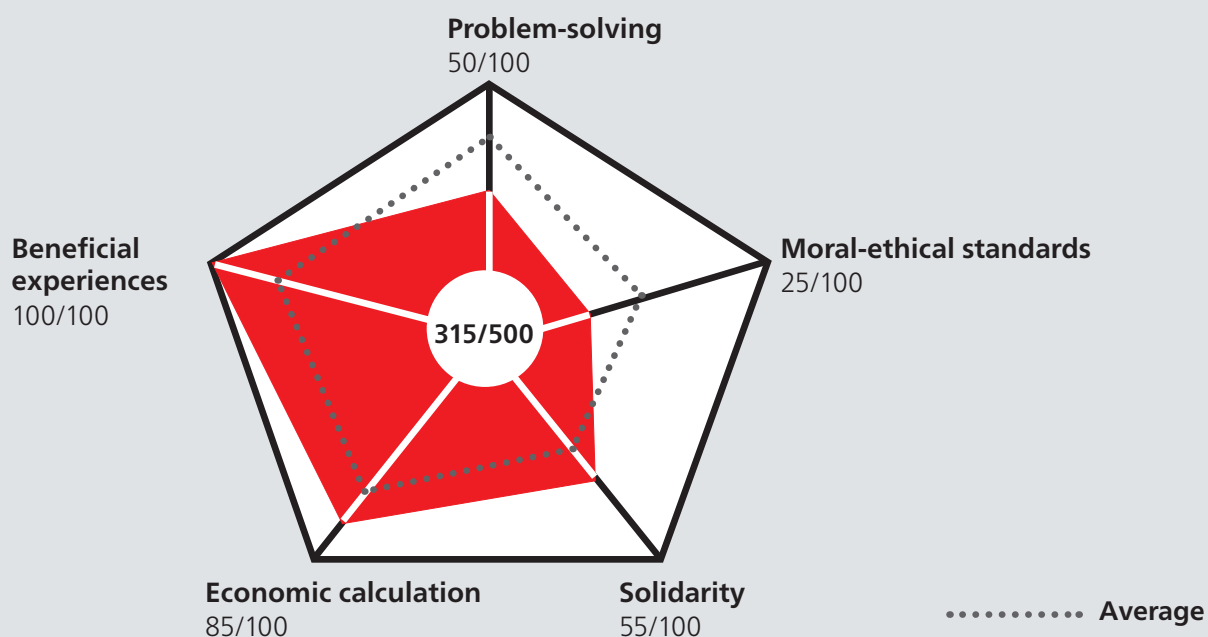 Problem-solving
50/100
Beneficial
experiences
100/100
Moral-ethical standards
25/100
315/500
Economic calculation
85/100
Solidarity
55/100
Average